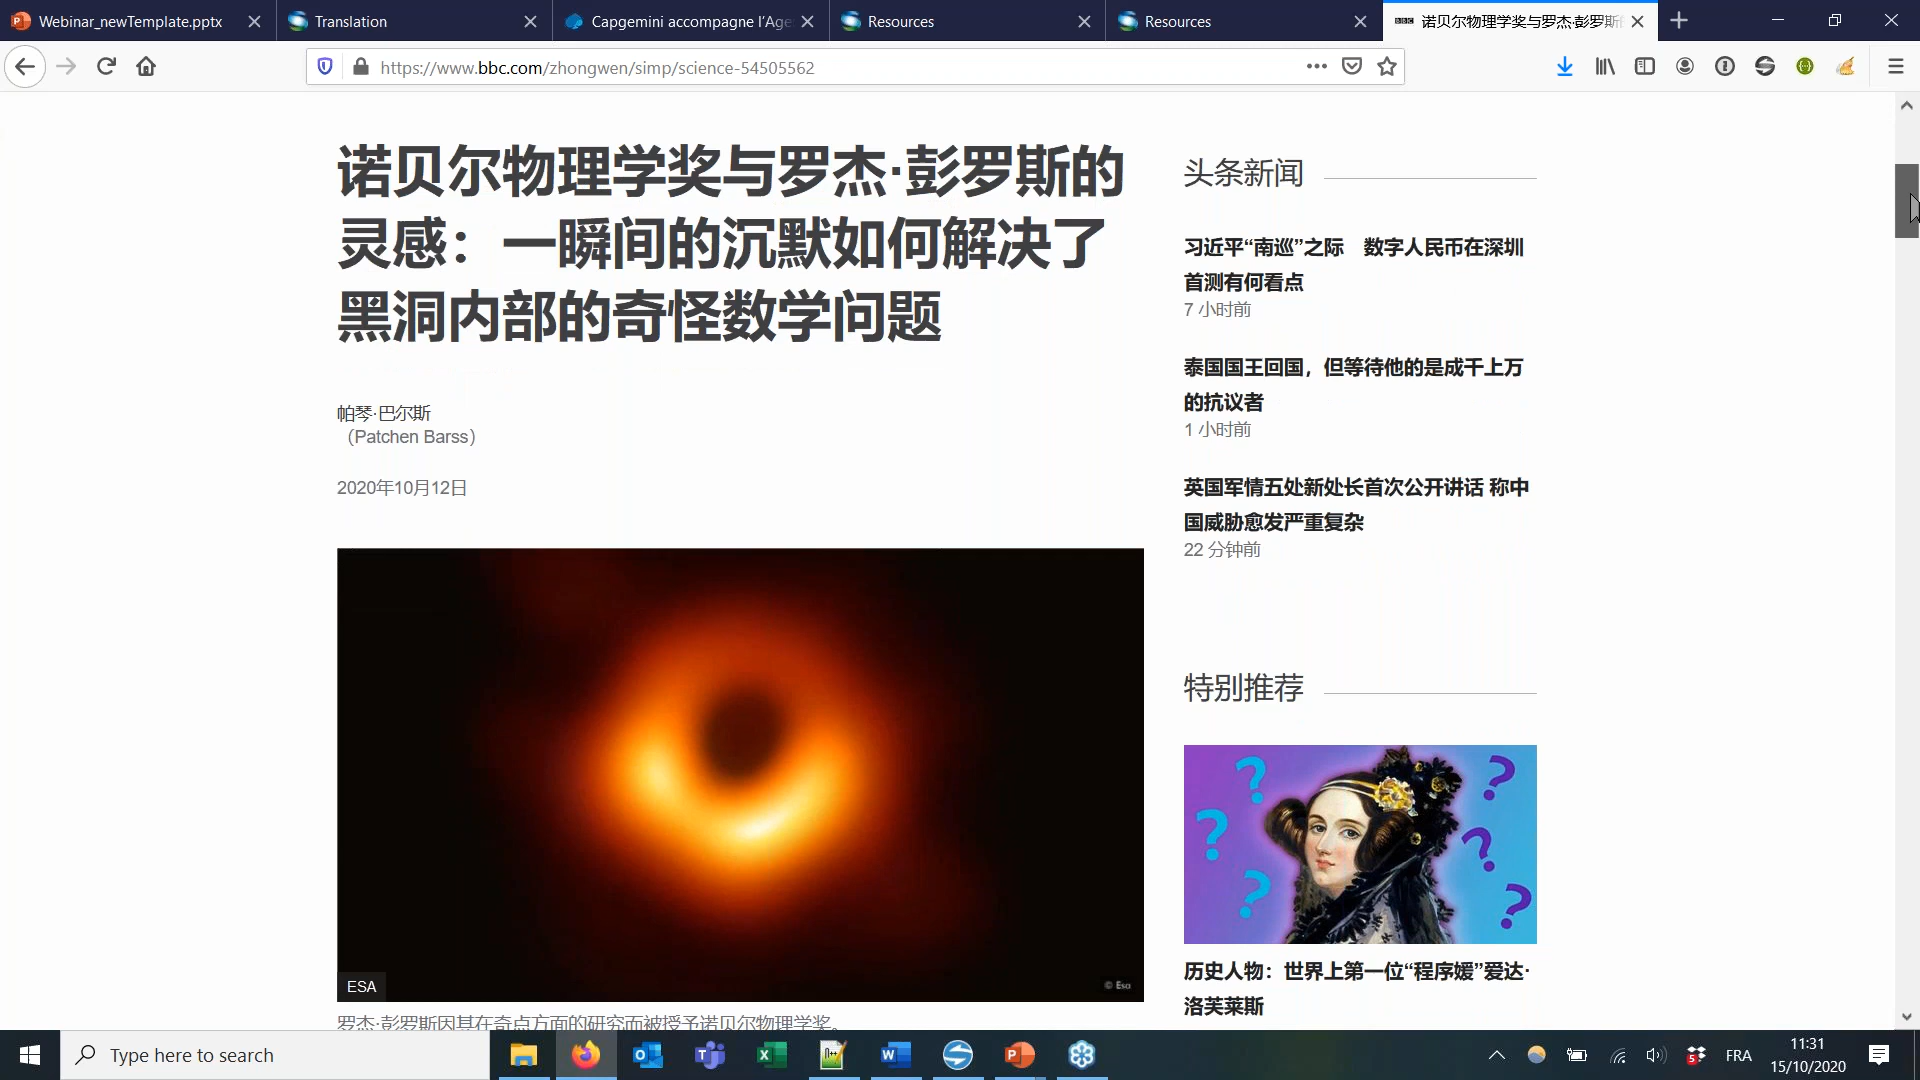 Webinar_newTemplate.pptx
Translation
Capgemini accompagne l'Age
Resources
Resources
BBC 诺贝尔物理学奖与罗杰·彭罗斯
https://www.bbc.com/zhongwen/simp/science-54505562
诺贝尔物理学奖与罗杰·彭罗斯的
灵感：一瞬间的沉默如何解决了
黑洞内部的奇怪数学问题
帕琴·巴尔斯
（Patchen Barss）
2020年10月12日
ESA
© Esa
罗杰·彭罗斯因其在奇点方面的研究而被授予诺贝尔物理学奖。
头条新闻
习近平“南巡”之际 数字人民币在深圳
首测有何看点
7 小时前
泰国国王回国，但等待他的是成千上万
的抗议者
1 小时前
英国军情五处新处长首次公开讲话 称中
国威胁愈发严重复杂
22 分钟前
特别推荐
历史人物：世界上第一位“程序媛”爱达·
洛芙莱斯
Type here to search
5
FRA
11:31
15/10/2020